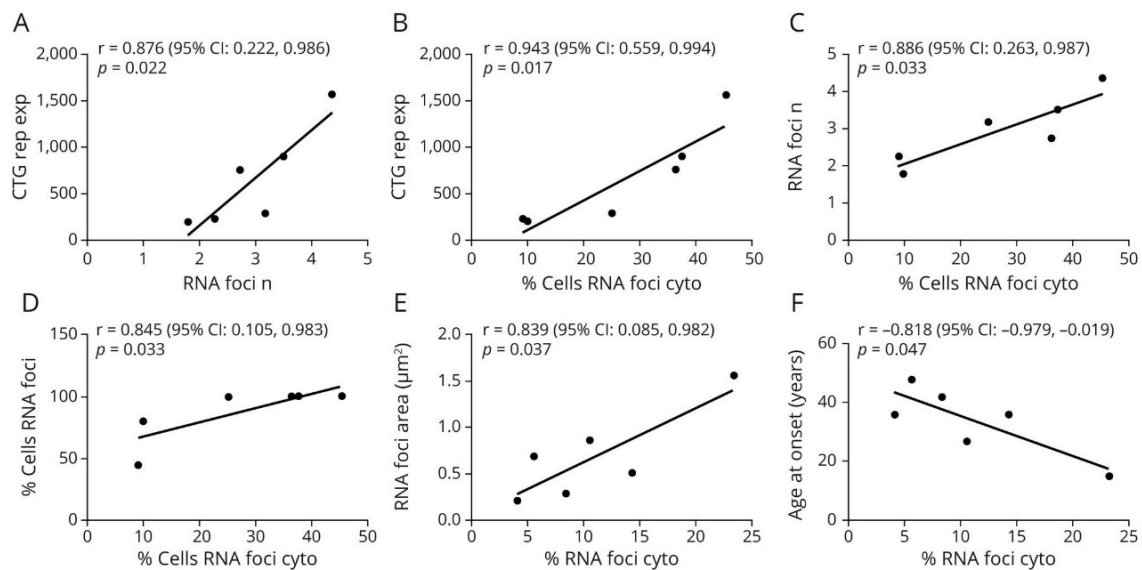 A
r = 0.876 (95% CI: 0.222, 0.986)
p = 0.022
2,000
1,500
1,000
500
0
CTG rep exp
0 1 2 3 4 5
RNA foci n
B
r = 0.943 (95% CI: 0.559, 0.994)
p = 0.017
2,000
1,500
1,000
500
0
CTG rep exp
0 10 20 30 40 50
% Cells RNA foci cyto
C
r = 0.886 (95% CI: 0.263, 0.987)
p = 0.033
5
4
3
2
1
0
RNA foci n
0 10 20 30 40 50
% Cells RNA foci cyto
D
r = 0.845 (95% CI: 0.105, 0.983)
p = 0.033
150
100
50
0
% Cells RNA foci
0 10 20 30 40 50
% Cells RNA foci cyto
E
r = 0.839 (95% CI: 0.085, 0.982)
p = 0.037
2.0
1.5
1.0
0.5
0
RNA foci area (μm²)
0 5 10 15 20 25
% RNA foci cyto
F
r = –0.818 (95% CI: –0.979, –0.019)
p = 0.047
60
40
20
0
Age at onset (years)
0 5 10 15 20 25
% RNA foci cyto